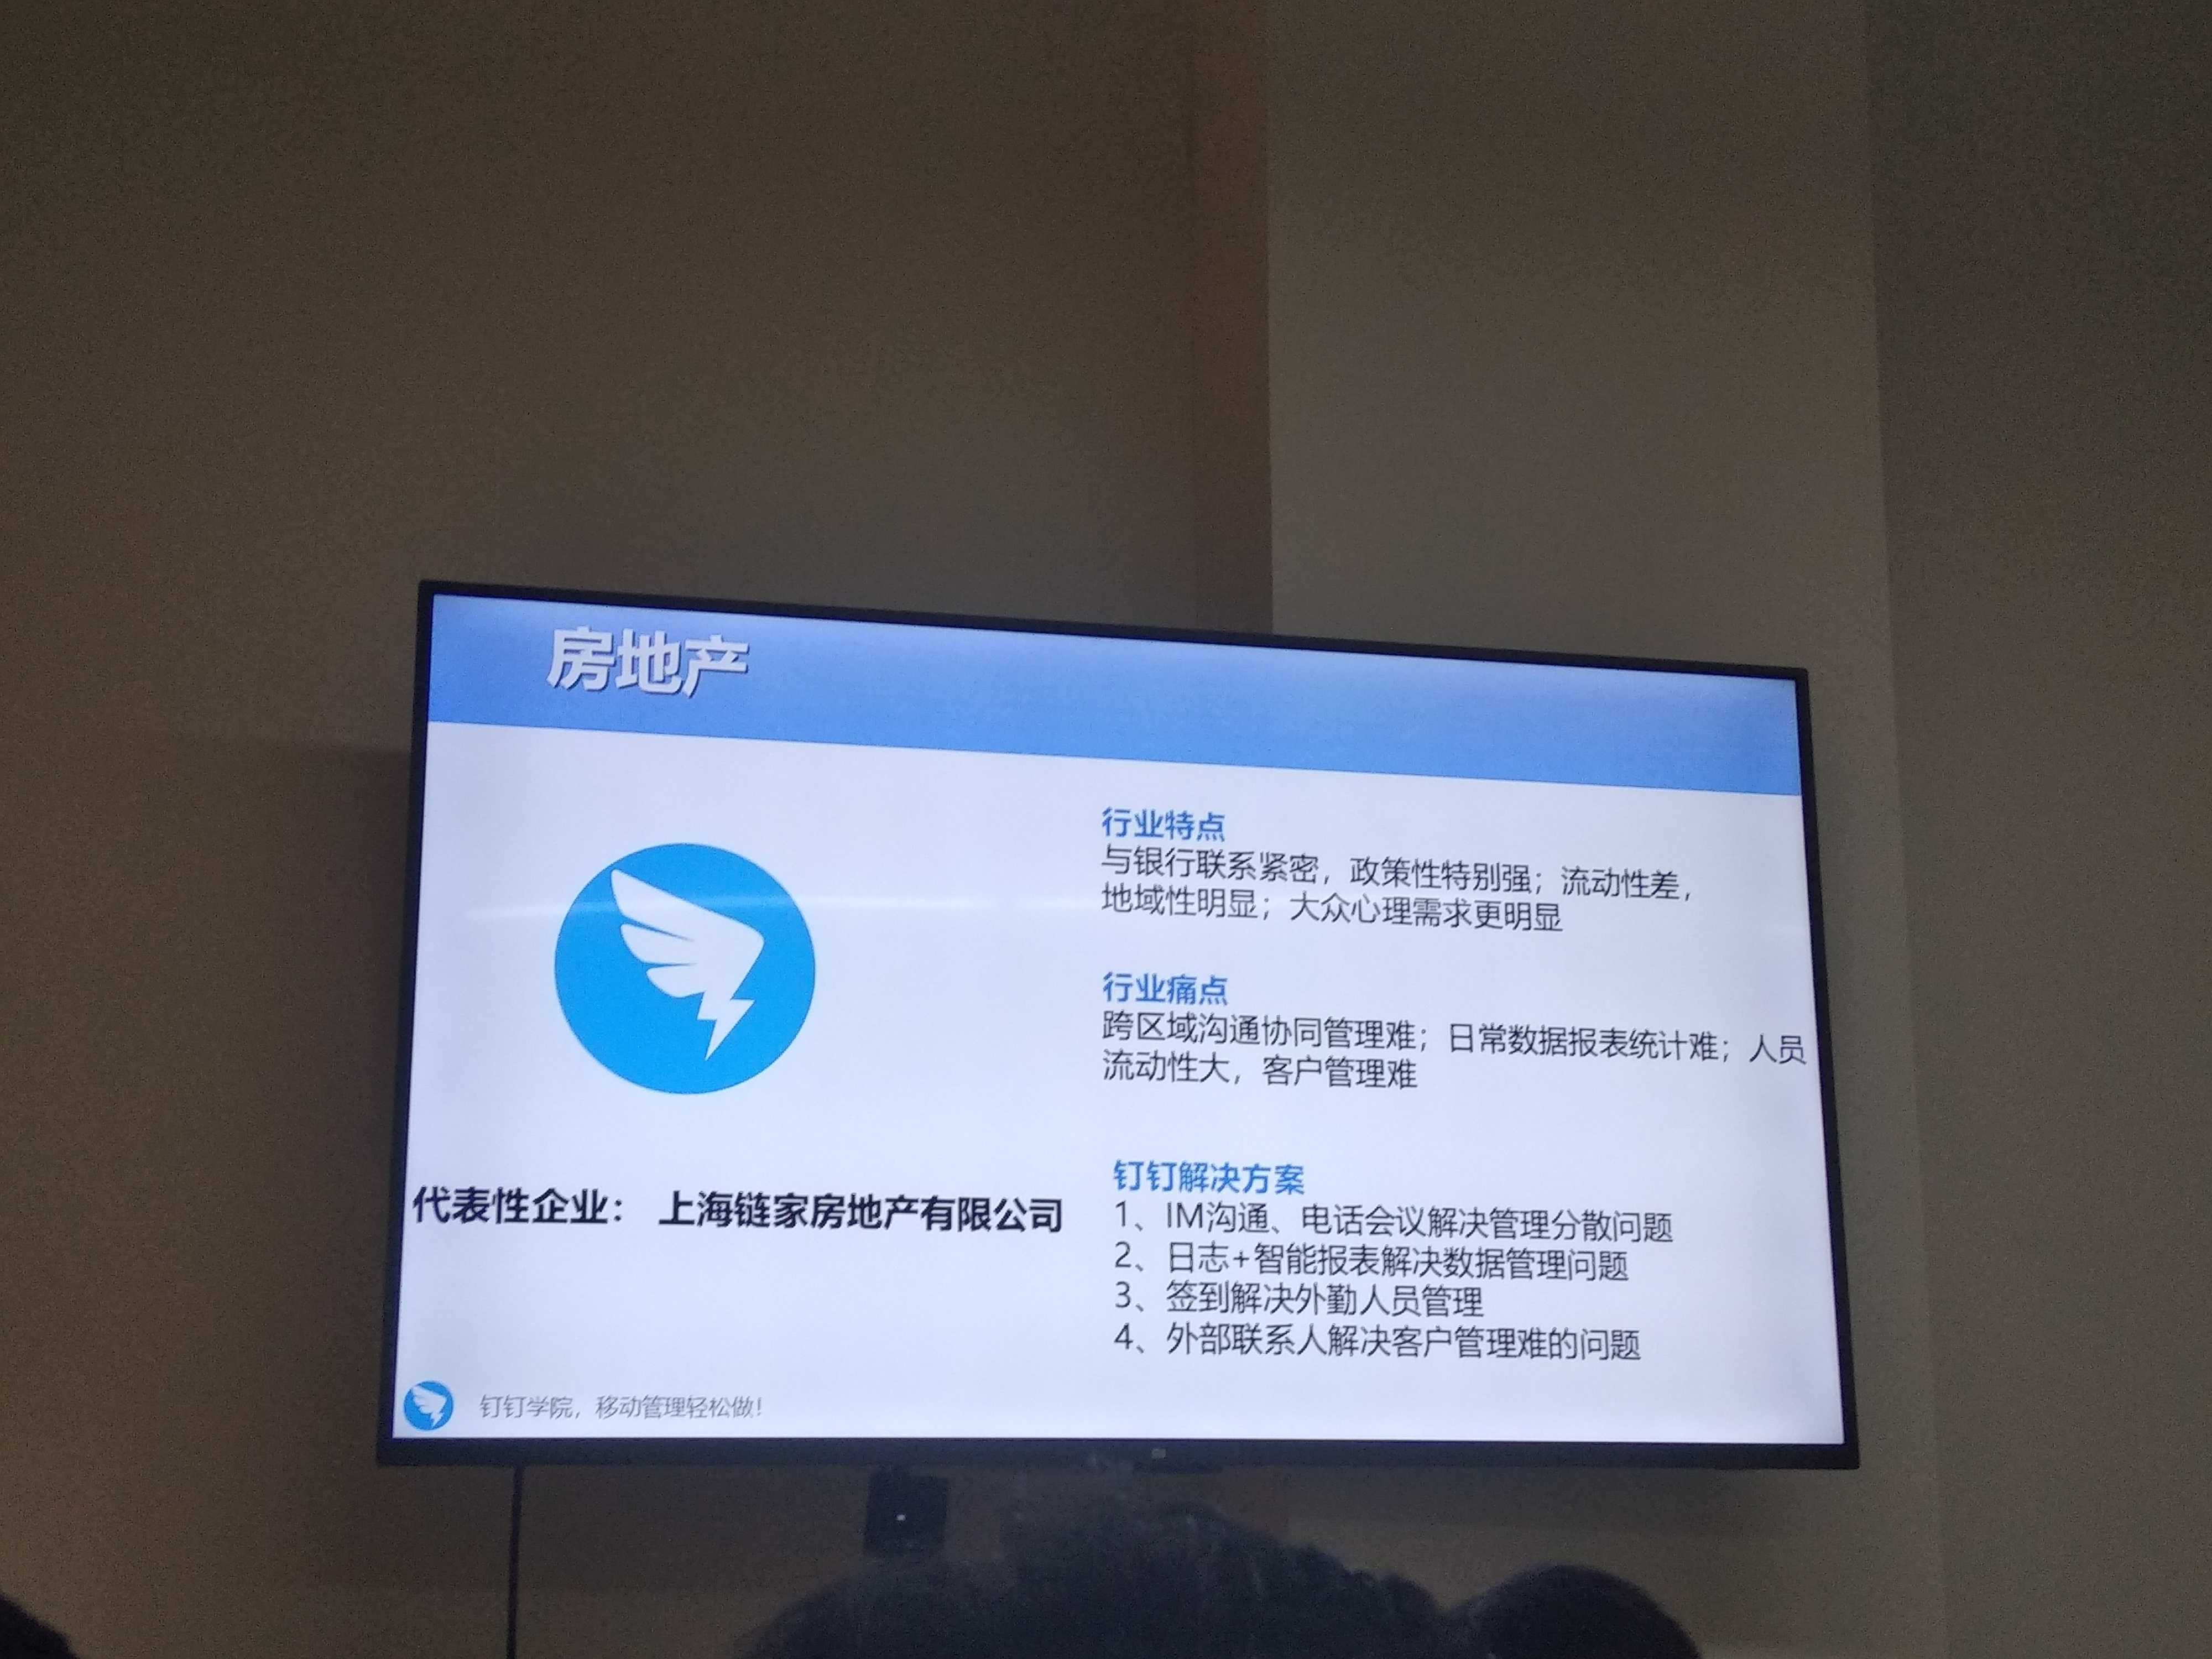 房地产
行业特点
与银行联系紧密，政策性特别强；流动性差，
地域性明显；大众心理需求更明显
行业痛点
跨区域沟通协同管理难；日常数据报表统计难；人员
流动性大，客户管理难
代表性企业： 上海链家房地产有限公司
钉钉解决方案
1、IM沟通、电话会议解决管理分散问题
2、日志+智能报表解决数据管理问题
3、签到解决外勤人员管理
4、外部联系人解决客户管理难的问题
钉钉学院，移动管理轻松做！